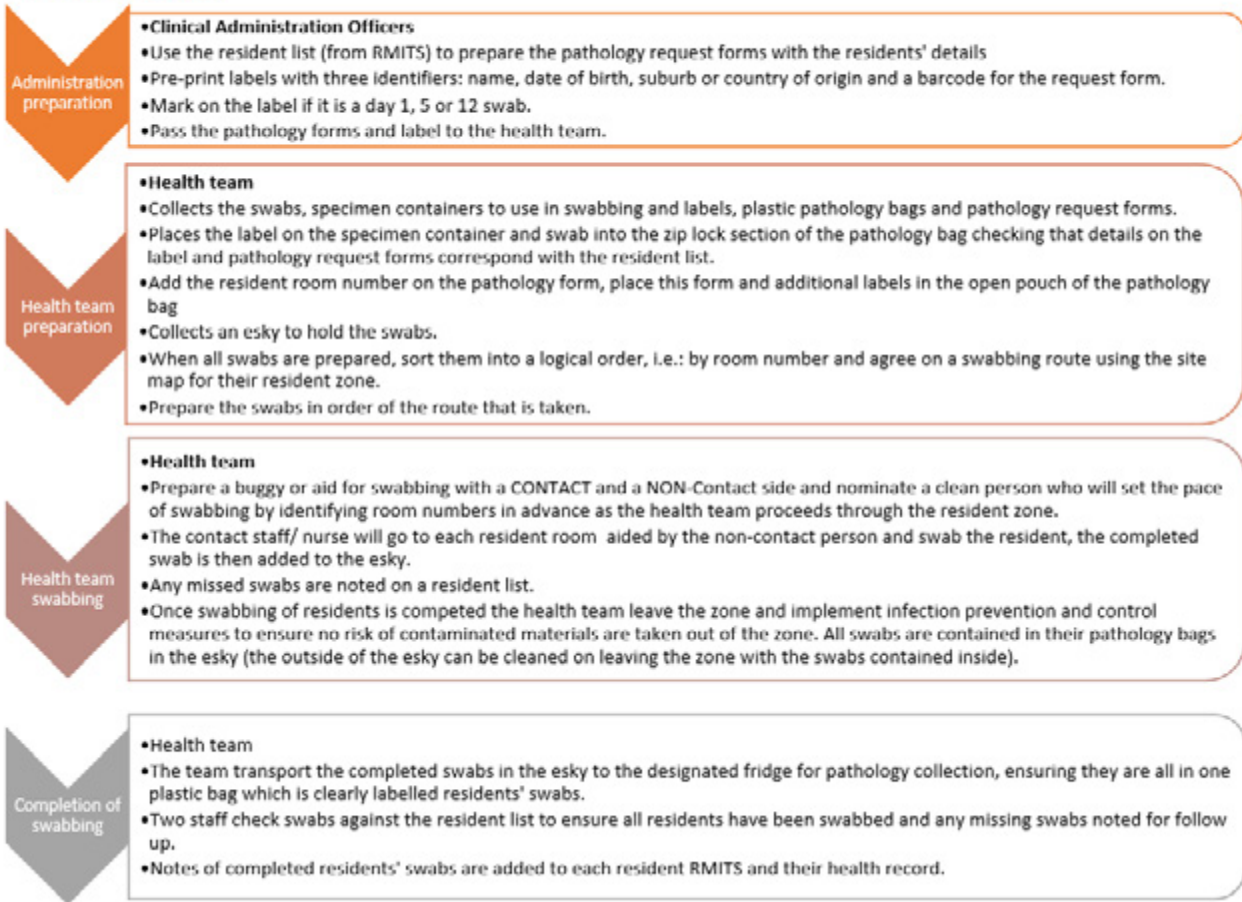 Administration
preparation
•Clinical Administration Officers
•Use the resident list (from RMITS) to prepare the pathology request forms with the residents' details
•Pre-print labels with three identifiers: name, date of birth, suburb or country of origin and a barcode for the request form.
•Mark on the label if it is a day 1, 5 or 12 swab.
•Pass the pathology forms and label to the health team.
Health team
preparation
•Health team
•Collects the swabs, specimen containers to use in swabbing and labels, plastic pathology bags and pathology request forms.
•Places the label on the specimen container and swab into the zip lock section of the pathology bag checking that details on the
label and pathology request forms correspond with the resident list.
•Add the resident room number on the pathology form, place this form and additional labels in the open pouch of the pathology
bag
•Collects an esky to hold the swabs.
•When all swabs are prepared, sort them into a logical order, i.e.: by room number and agree on a swabbing route using the site
map for their resident zone.
•Prepare the swabs in order of the route that is taken.
Health team
swabbing
•Health team
•Prepare a buggy or aid for swabbing with a CONTACT and a NON-Contact side and nominate a clean person who will set the pace
of swabbing by identifying room numbers in advance as the health team proceeds through the resident zone.
•The contact staff/ nurse will go to each resident room aided by the non-contact person and swab the resident, the completed
swab is then added to the esky.
•Any missed swabs are noted on a resident list.
•Once swabbing of residents is competed the health team leave the zone and implement infection prevention and control
measures to ensure no risk of contaminated materials are taken out of the zone. All swabs are contained in their pathology bags
in the esky (the outside of the esky can be cleaned on leaving the zone with the swabs contained inside).
Completion of
swabbing
•Health team
•The team transport the completed swabs in the esky to the designated fridge for pathology collection, ensuring they are all in one
plastic bag which is clearly labelled residents' swabs.
•Two staff check swabs against the resident list to ensure all residents have been swabbed and any missing swabs noted for follow
up.
•Notes of completed residents' swabs are added to each resident RMITS and their health record.